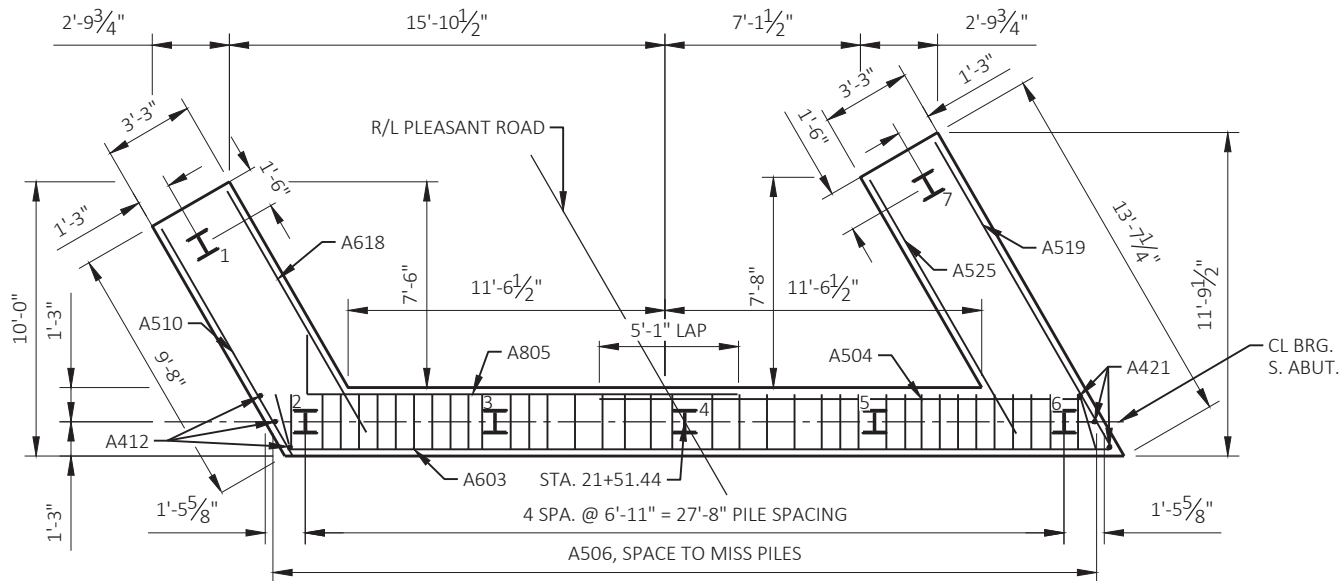 2'-9¾"
15'-10½"
7'-1½"
2'-9¾"
3'-3"
1'-3"
3'-3"
R/L PLEASANT ROAD
1'-6"
1'-6"
7
1'-3"
1
A618
13'-7¼"
A519
A525
10'-0"
7'-6"
11'-6½"
7'-8"
11'-6½"
11'-9½"
1'-3"
A510
5'-1" LAP
9'-8"
A805
A504
A421
CL BRG.
S. ABUT.
2
3
4
5
6
A412
A603
STA. 21+51.44
1'-3"
1'-5⅝"
4 SPA. @ 6'-11" = 27'-8" PILE SPACING
1'-5⅝"
A506, SPACE TO MISS PILES